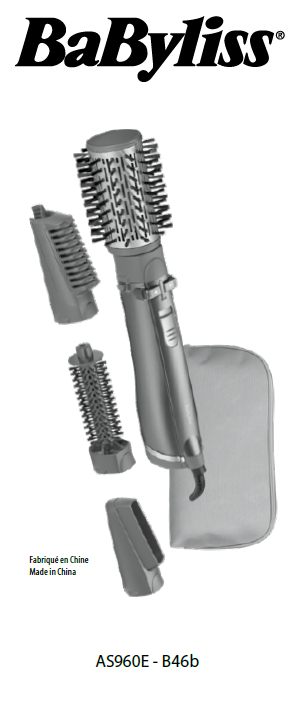 BaByliss®
Fabriqué en Chine
Made in China
AS960E - B46b